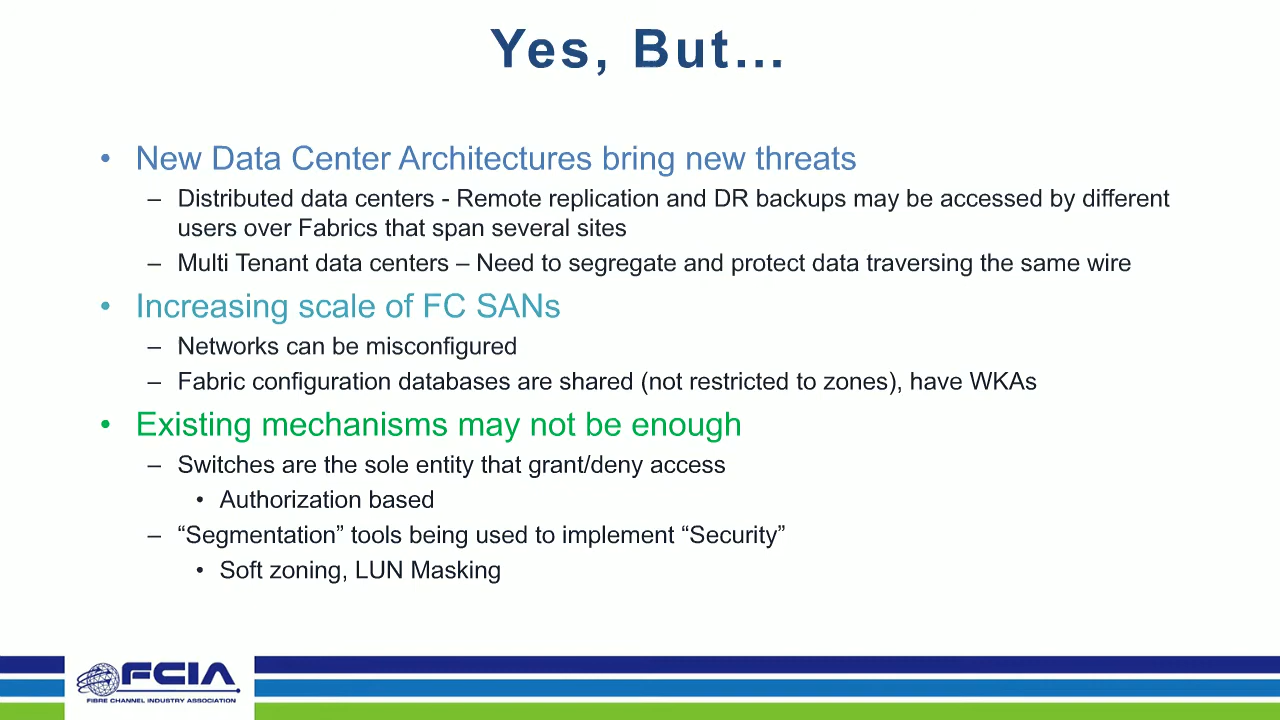 Yes, But...
• New Data Center Architectures bring new threats
– Distributed data centers - Remote replication and DR backups may be accessed by different
users over Fabrics that span several sites
– Multi Tenant data centers – Need to segregate and protect data traversing the same wire
• Increasing scale of FC SANs
– Networks can be misconfigured
– Fabric configuration databases are shared (not restricted to zones), have WKAs
• Existing mechanisms may not be enough
– Switches are the sole entity that grant/deny access
• Authorization based
– “Segmentation” tools being used to implement “Security”
• Soft zoning, LUN Masking
FCIA
FIBRE CHANNEL INDUSTRY ASSOCIATION